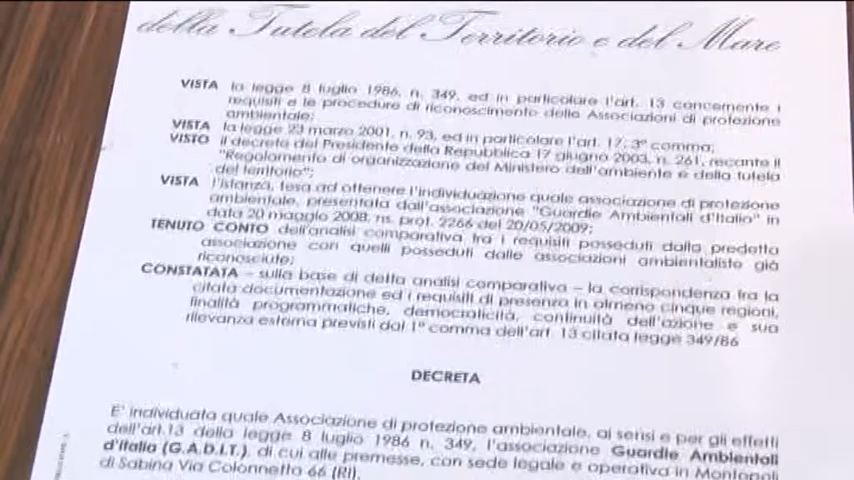 della Tutela del Territorio e del Mare
VISTA la legge 8 luglio 1986, n. 349, ed in particolare l'art. 13 concernente i
requisiti e le procedure di riconoscimento delle Associazioni di protezione
ambientale;
VISTA la legge 23 marzo 2001, n. 93, ed in particolare l'art. 17, 3° comma;
VISTO il decreto del Presidente della Repubblica 17 giugno 2003, n. 261, recante il
"Regolamento di organizzazione del Ministero dell'ambiente e della tutela
del territorio";
VISTA l'istanza, tesa ad ottenere l'individuazione quale associazione di protezione
ambientale, presentata dall'associazione "Guardie Ambientali d'Italia" in
data 20 maggio 2008, ns. prot. 2266 del 20/05/2009;
TENUTO CONTO dell'analisi comparativa tra i requisiti posseduti dalla predetta
associazione con quelli posseduti dalle associazioni ambientaliste già
riconosciute;
CONSTATATA – sulla base di detta analisi comparativa – la corrispondenza tra la
citata documentazione ed i requisiti di presenza in almeno cinque regioni,
finalità programmatiche, democraticità, continuità dell'azione e sua
rilevanza esterna previsti dal 1° comma dell'art. 13 citata legge 349/86
DECRETA
E' individuata quale Associazione di protezione ambientale, ai sensi e per gli effetti
dell'art.13 della legge 8 luglio 1986 n. 349, l'associazione Guardie Ambientali
d'Italia (G.A.D.I.T.), di cui alle premesse, con sede legale e operativa in Montopoli
di Sabina Via Colonnetta 66 (RI).